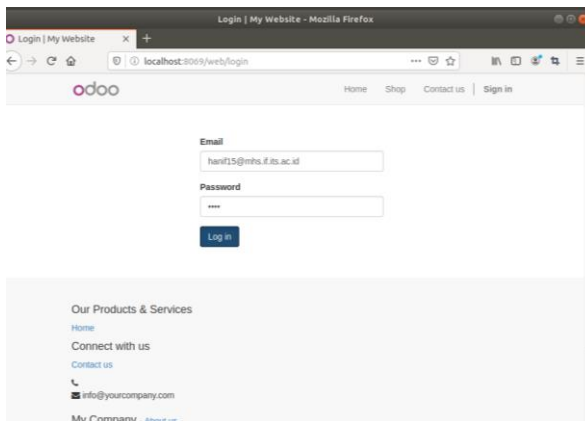 Login | My Website - Mozilla Firefox
Login | My Website × +
localhost:8069/web/login
odoo Home Shop Contact us Sign in
Email
hanif15@mhs.if.its.ac.id
Password
••••
Log in
Our Products & Services
Home
Connect with us
Contact us
info@yourcompany.com
My Company - About us